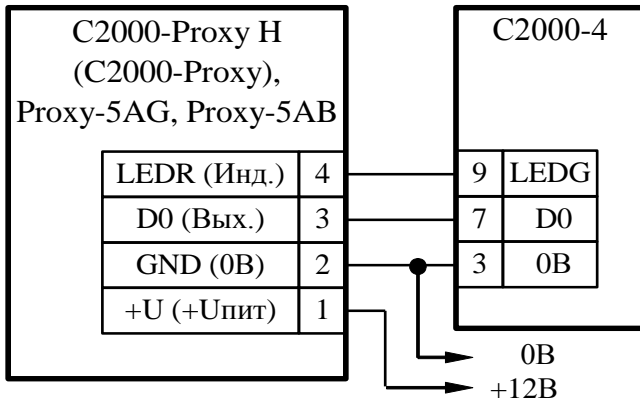 С2000-Proxy Н
(С2000-Proxy),
Proxy-5AG, Proxy-5AB
LEDR (Инд.) 4
D0 (Вых.) 3
GND (0В) 2
+U (+Uпит) 1
С2000-4
9 LEDG
7 D0
3 0В
0В
+12В